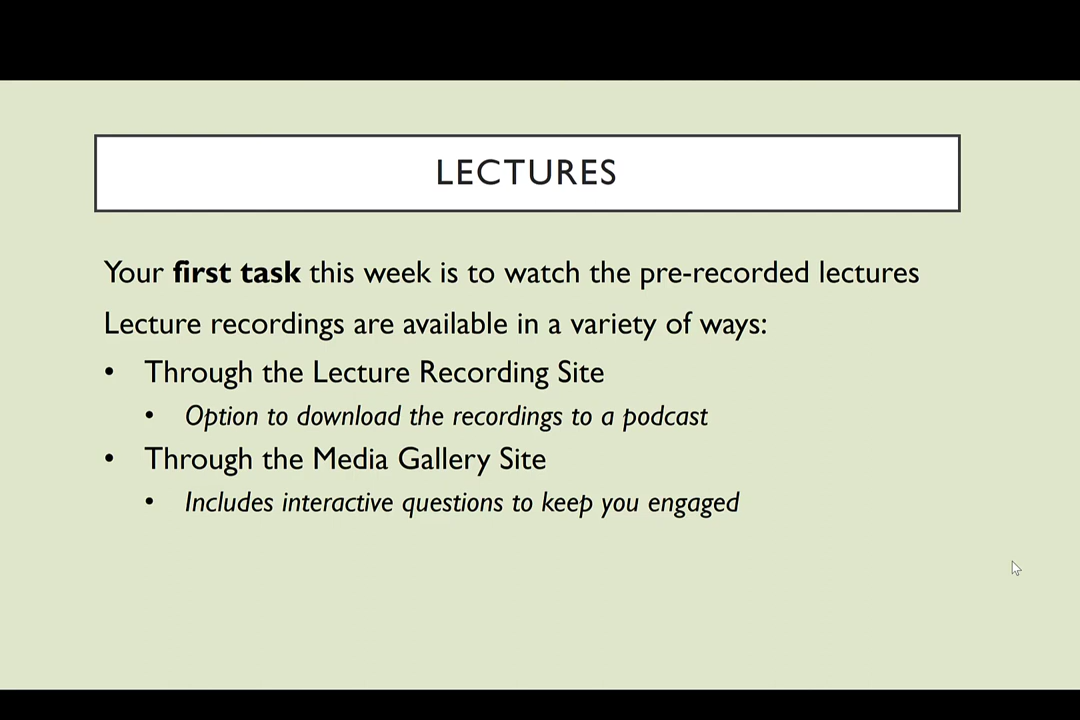 LECTURES
Your first task this week is to watch the pre-recorded lectures
Lecture recordings are available in a variety of ways:
• Through the Lecture Recording Site
• Option to download the recordings to a podcast
• Through the Media Gallery Site
• Includes interactive questions to keep you engaged